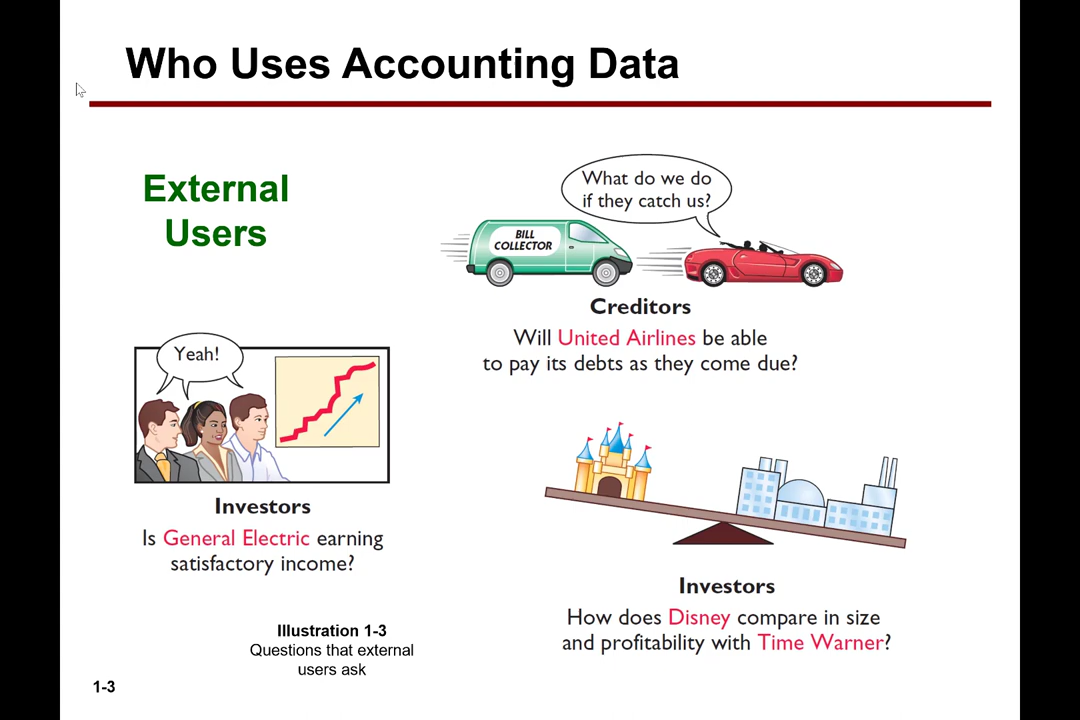 Who Uses Accounting Data
External
Users
What do we do
if they catch us?
BILL
COLLECTOR
Creditors
Will United Airlines be able
to pay its debts as they come due?
Yeah!
Investors
Is General Electric earning
satisfactory income?
Investors
How does Disney compare in size
and profitability with Time Warner?
Illustration 1-3
Questions that external
users ask
1-3